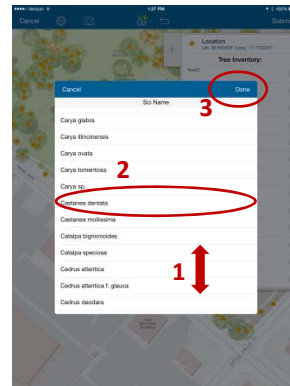 Verizon
1:37 PM
100%
Cancel
Submit
Location
Tree Inventory:
Cancel
Done
Sci Name
3
Carya glabra
Carya illinoinensis
Carya ovata
Carya tomentosa
2
Carya sp.
Castanea dentata
Castanea mollissima
Catalpa bignonioides
Catalpa speciosa
1
Cedrus atlantica
Cedrus atlantica f. glauca
Cedrus deodara